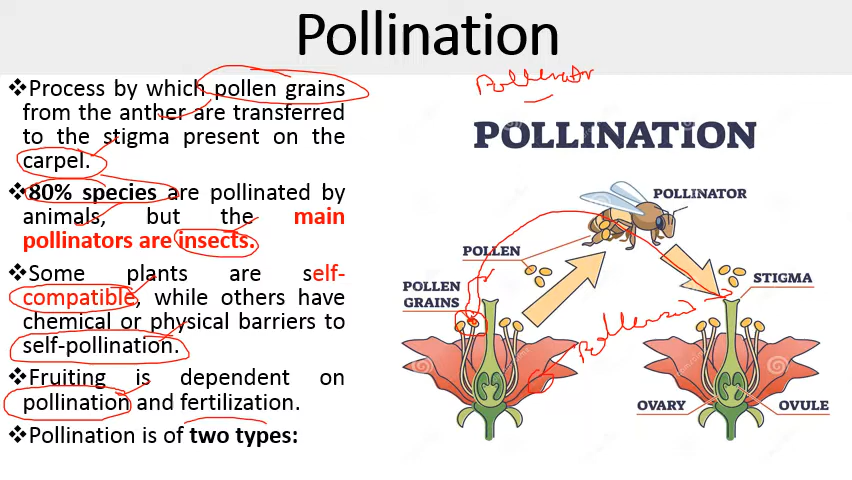 Pollination
❖Process by which pollen grains
from the anther are transferred
to the stigma present on the
carpel.
❖80% species are pollinated by
animals, but the main
pollinators are insects.
❖Some plants are self-
compatible, while others have
chemical or physical barriers to
self-pollination.
❖Fruiting is dependent on
pollination and fertilization.
❖Pollination is of two types:
Pollinator
POLLINATION
POLLINATOR
POLLEN
POLLEN
GRAINS
STIGMA
OVARY
OVULE